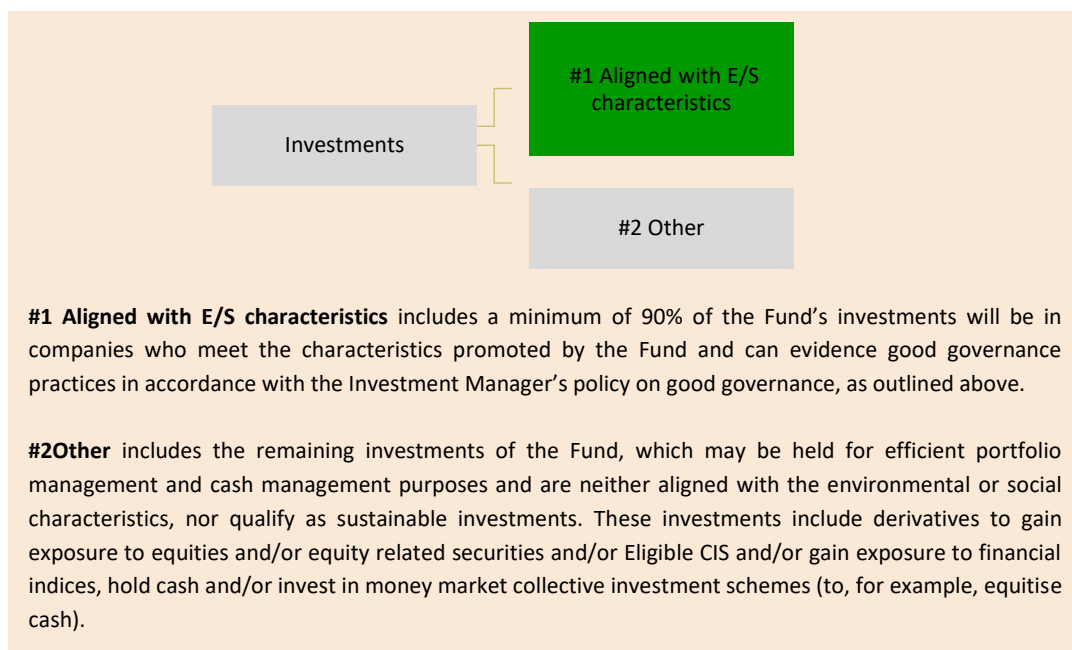 #1 Aligned with E/S
characteristics
Investments
#2 Other
#1 Aligned with E/S characteristics includes a minimum of 90% of the Fund’s investments will be in
companies who meet the characteristics promoted by the Fund and can evidence good governance
practices in accordance with the Investment Manager’s policy on good governance, as outlined above.
#2Other includes the remaining investments of the Fund, which may be held for efficient portfolio
management and cash management purposes and are neither aligned with the environmental or social
characteristics, nor qualify as sustainable investments. These investments include derivatives to gain
exposure to equities and/or equity related securities and/or Eligible CIS and/or gain exposure to financial
indices, hold cash and/or invest in money market collective investment schemes (to, for example, equitise
cash).